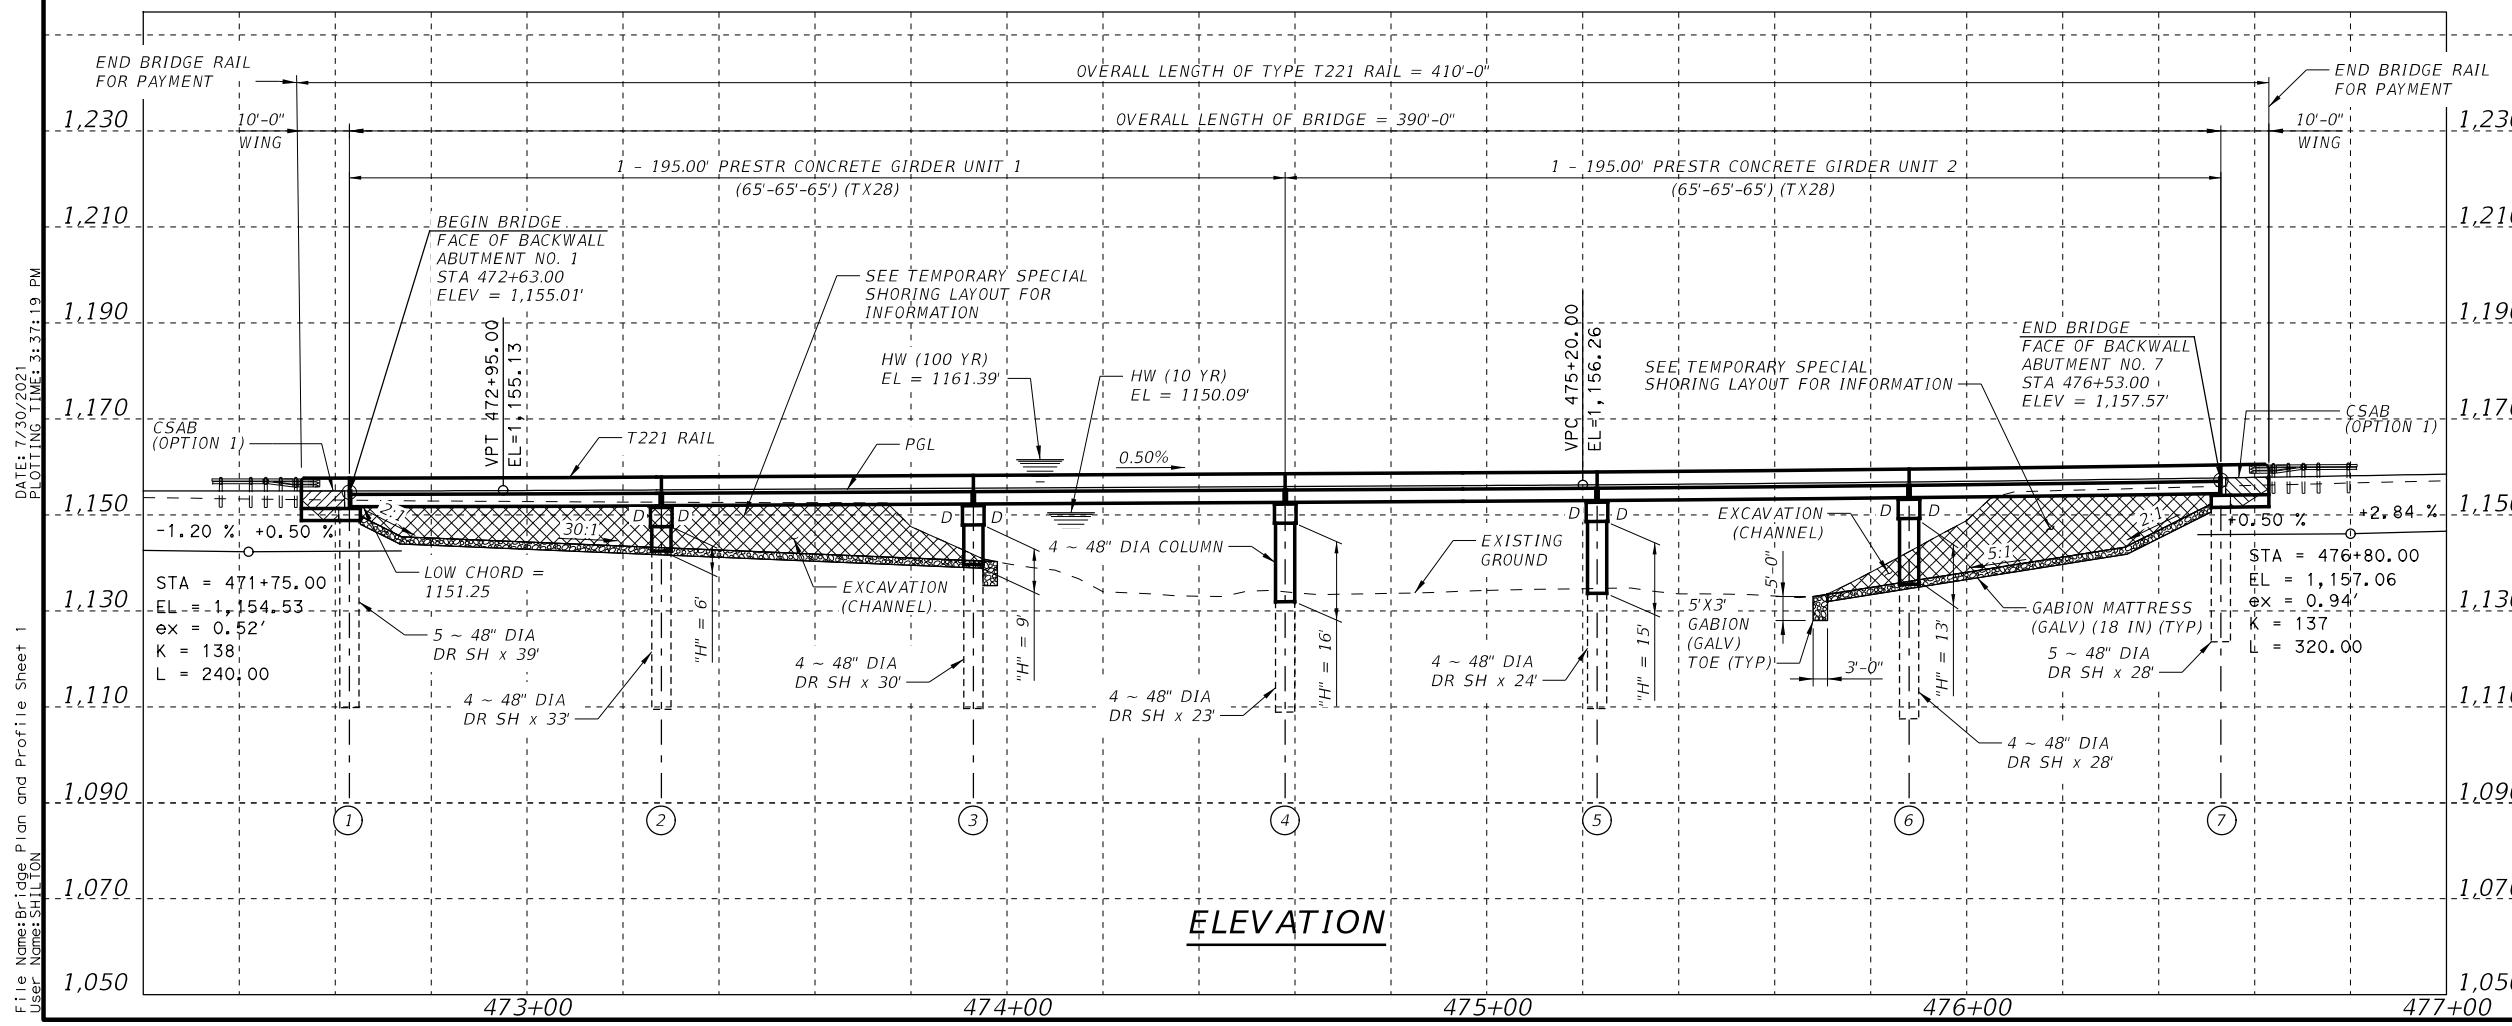 END BRIDGE RAIL
FOR PAYMENT
OVERALL LENGTH OF TYPE T221 RAIL = 410'-0"
END BRIDGE RAIL
FOR PAYMENT
10'-0"
WING
OVERALL LENGTH OF BRIDGE = 390'-0"
10'-0"
WING
1 - 195.00' PRESTR CONCRETE GIRDER UNIT 1
(65'-65'-65') (TX28)
1 - 195.00' PRESTR CONCRETE GIRDER UNIT 2
(65'-65'-65') (TX28)
1,230
1,210
1,190
1,170
1,150
1,130
1,110
1,090
1,070
1,050
BEGIN BRIDGE
FACE OF BACKWALL
ABUTMENT NO. 1
STA 472+63.00
ELEV = 1,155.01'
SEE TEMPORARY SPECIAL
SHORING LAYOUT FOR
INFORMATION
HW (100 YR)
EL = 1161.39'
HW (10 YR)
EL = 1150.09'
VPT 472+95.00
EL=1,155.13
VPC 475+20.00
EL=1,156.26
SEE TEMPORARY SPECIAL
SHORING LAYOUT FOR INFORMATION
END BRIDGE
FACE OF BACKWALL
ABUTMENT NO. 7
STA 476+53.00
ELEV = 1,157.57'
CSAB
(OPTION 1)
T221 RAIL
PGL
0.50%
CSAB
(OPTION 1)
-1.20 %
+0.50 %
2:1
30:1
D
D
D
D
D
D
D
D
STA = 471+75.00
EL = 1,154.53
ex = 0.52'
K = 138
L = 240.00
LOW CHORD =
1151.25
5 ~ 48" DIA
DR SH x 39'
4 ~ 48" DIA
DR SH x 33'
"H" = 6'
EXCAVATION
(CHANNEL)
4 ~ 48" DIA
DR SH x 30'
"H" = 9'
4 ~ 48" DIA COLUMN
4 ~ 48" DIA
DR SH x 23'
"H" = 16'
EXISTING
GROUND
4 ~ 48" DIA
DR SH x 24'
"H" = 15'
EXCAVATION
(CHANNEL)
5'-0"
5'X3'
GABION
(GALV)
TOE (TYP)
3'-0"
5:1
2:1
"H" = 13'
GABION MATTRESS
(GALV) (18 IN) (TYP)
4 ~ 48" DIA
DR SH x 28'
5 ~ 48" DIA
DR SH x 28'
+0.50 %
+2.84 %
STA = 476+80.00
EL = 1,157.06
ex = 0.94'
K = 137
L = 320.00
1,230
1,210
1,190
1,170
1,150
1,130
1,110
1,090
1,070
1,050
1
2
3
4
5
6
7
ELEVATION
473+00
474+00
475+00
476+00
477+00
DATE: 7/30/2021
PLOTTING TIME: 3:37:19 PM
File Name:Bridge Plan and Profile Sheet 1
User Name:SHILTON